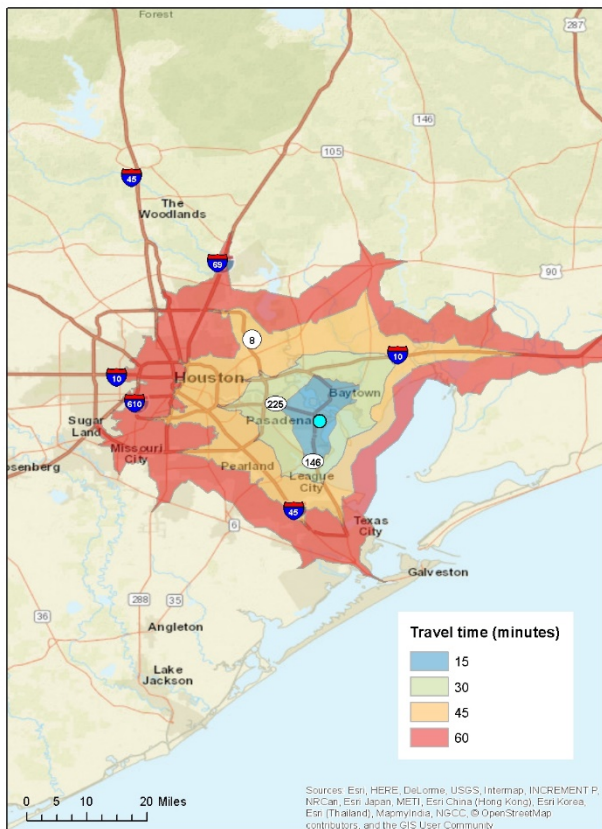 Forest
287
146
105
45
The
Woodlands
69
90
8
10
Houston
10
Baytown
610
225
Sugar
Land
Pasadena
Missouri
City
osenberg
Pearland
146
League
City
45
Texas
City
6
Galveston
288
35
36
Angleton
Lake
Jackson
Travel time (minutes)
15
30
45
60
0 5 10 20 Miles
Sources: Esri, HERE, DeLorme, USGS, Intermap, INCREMENT P,
NRCan, Esri Japan, METI, Esri China (Hong Kong), Esri Korea,
Esri (Thailand), MapmyIndia, NGCC, © OpenStreetMap
contributors, and the GIS User Community